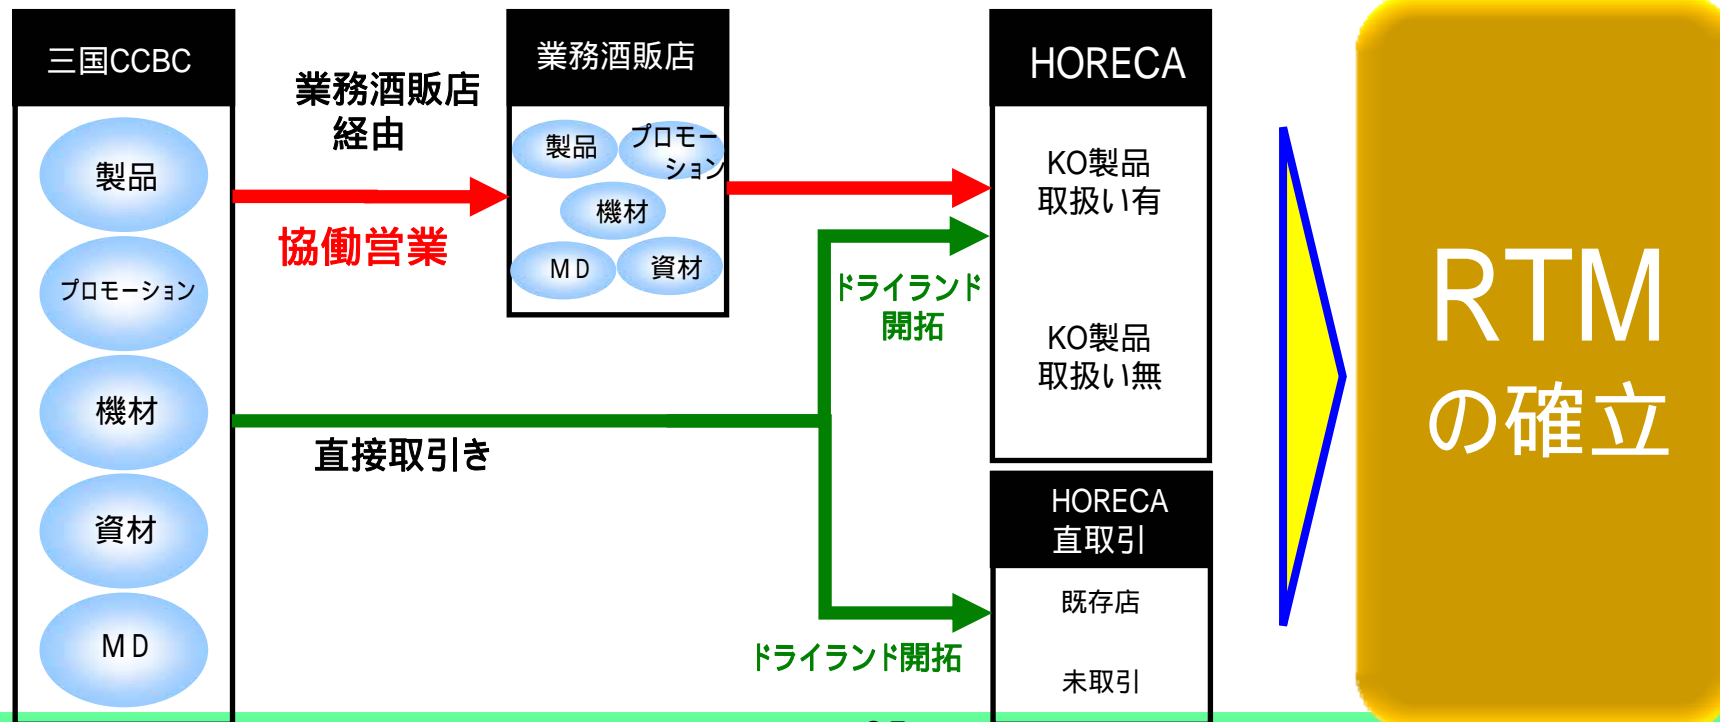 三国CCBC
製品
プロモーション
機材
資材
MD
業務酒販店
経由
協働営業
直接取引き
業務酒販店
製品
プロモー
ション
機材
MD
資材
ドライランド
開拓
ドライランド開拓
HORECA
KO製品
取扱い有
KO製品
取扱い無
HORECA
直取引
既存店
未取引
RTM
の確立